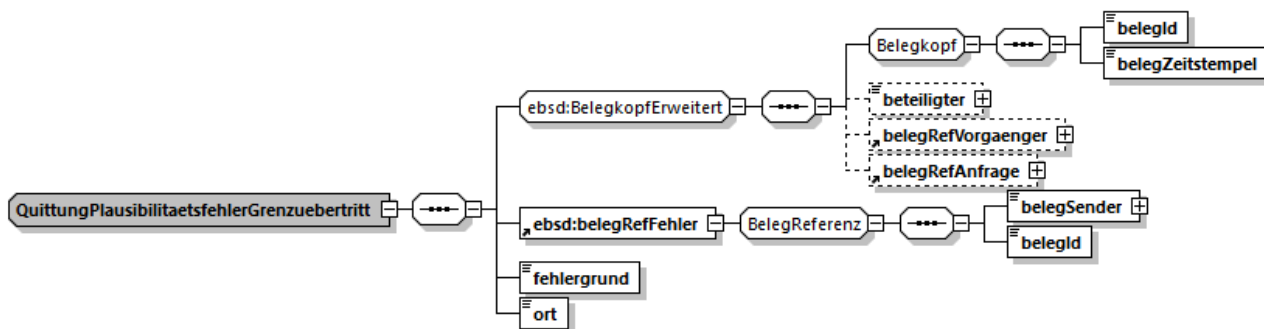 QuittungPlausibilitaetsfehlerGrenzuebertritt
ebsd:BelegkopfErweitert
Belegkopf
belegId
belegZeitstempel
beteiligter
belegRefVorgaenger
belegRefAnfrage
ebsd:belegRefFehler
BelegReferenz
belegSender
belegId
fehlergrund
ort